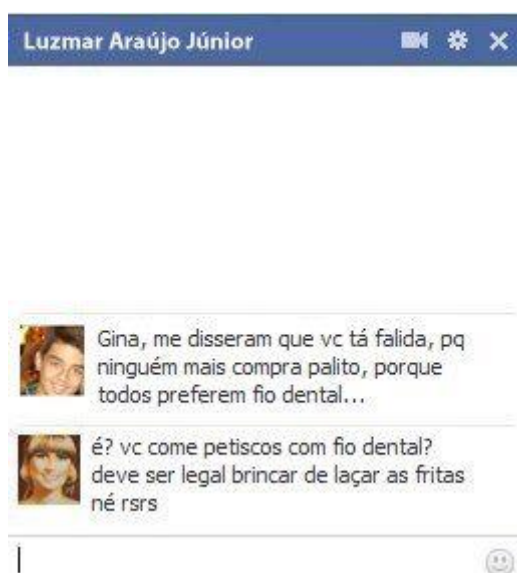 Luzmar Araújo Júnior
Gina, me disseram que vc tá falida, pq
ninguém mais compra palito, porque
todos preferem fio dental...
é? vc come petiscos com fio dental?
deve ser legal brincar de laçar as fritas
né rsrs